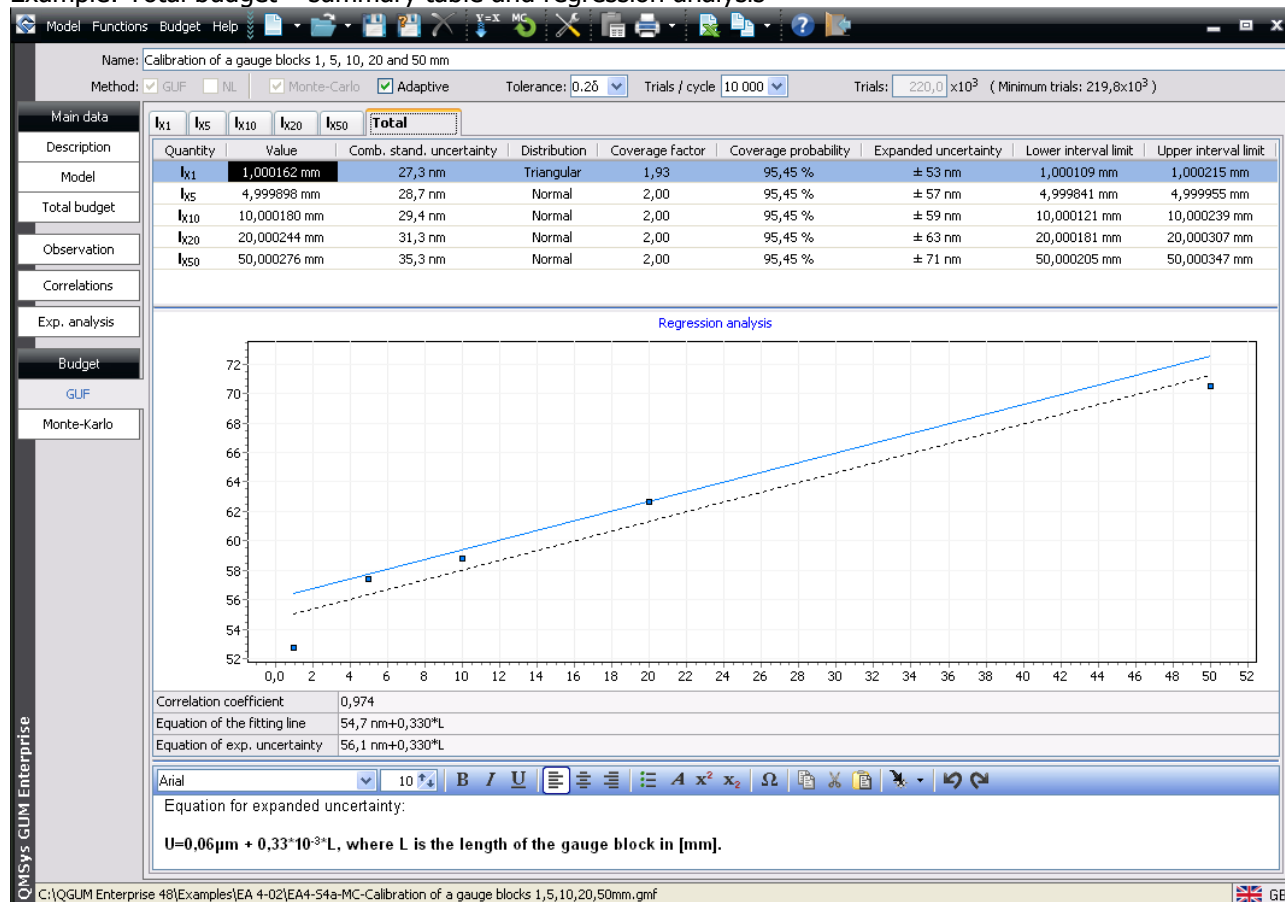 Example: Total budget – summary table and regression analysis
Model Functions Budget Help Y=X MC
Name: Calibration of a gauge blocks 1, 5, 10, 20 and 50 mm
Method: GUF NL Monte-Carlo Adaptive Tolerance: 0.2δ Trials / cycle 10 000 Trials: 220,0 x10³ ( Minimum trials: 219,8x10³ )
Main data
Description
Model
Total budget
Observation
Correlations
Exp. analysis
Budget
GUF
Monte-Karlo
lX1 lX5 lX10 lX20 lX50 Total
Quantity Value Comb. stand. uncertainty Distribution Coverage factor Coverage probability Expanded uncertainty Lower interval limit Upper interval limit
lX1 1,000162 mm 27,3 nm Triangular 1,93 95,45 % ± 53 nm 1,000109 mm 1,000215 mm
lX5 4,999898 mm 28,7 nm Normal 2,00 95,45 % ± 57 nm 4,999841 mm 4,999955 mm
lX10 10,000180 mm 29,4 nm Normal 2,00 95,45 % ± 59 nm 10,000121 mm 10,000239 mm
lX20 20,000244 mm 31,3 nm Normal 2,00 95,45 % ± 63 nm 20,000181 mm 20,000307 mm
lX50 50,000276 mm 35,3 nm Normal 2,00 95,45 % ± 71 nm 50,000205 mm 50,000347 mm
Regression analysis
72
70
68
66
64
62
60
58
56
54
52
0,0 2 4 6 8 10 12 14 16 18 20 22 24 26 28 30 32 34 36 38 40 42 44 46 48 50 52
Correlation coefficient 0,974
Equation of the fitting line 54,7 nm+0,330*L
Equation of exp. uncertainty 56,1 nm+0,330*L
Arial 10 B I U A x² x₂ Ω
Equation for expanded uncertainty:
U=0,06µm + 0,33*10⁻³*L, where L is the length of the gauge block in [mm].
QMSys GUM Enterprise
C:\QGUM Enterprise 48\Examples\EA 4-02\EA4-S4a-MC-Calibration of a gauge blocks 1,5,10,20,50mm.gmf